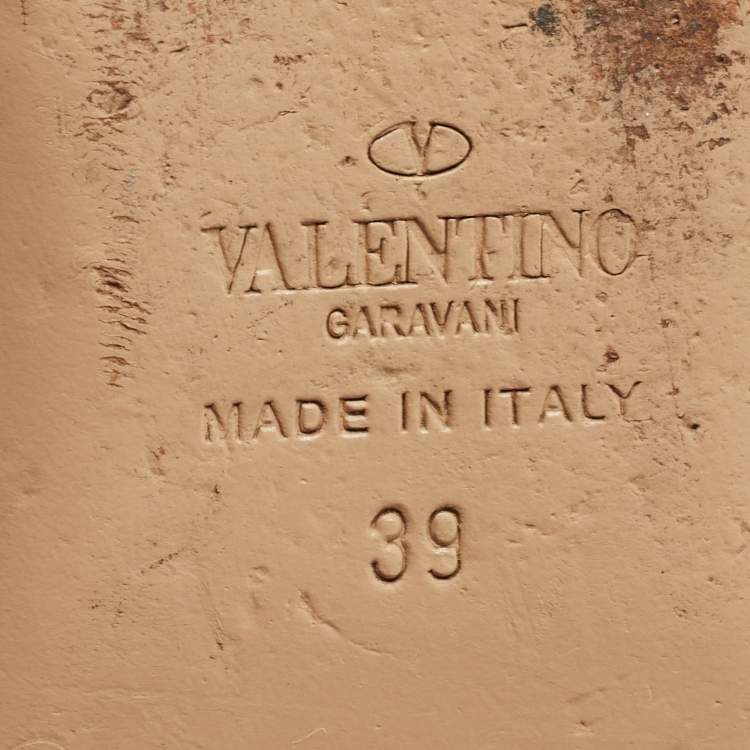 V
VALENTINO
GARAVANI
MADE IN ITALY
39